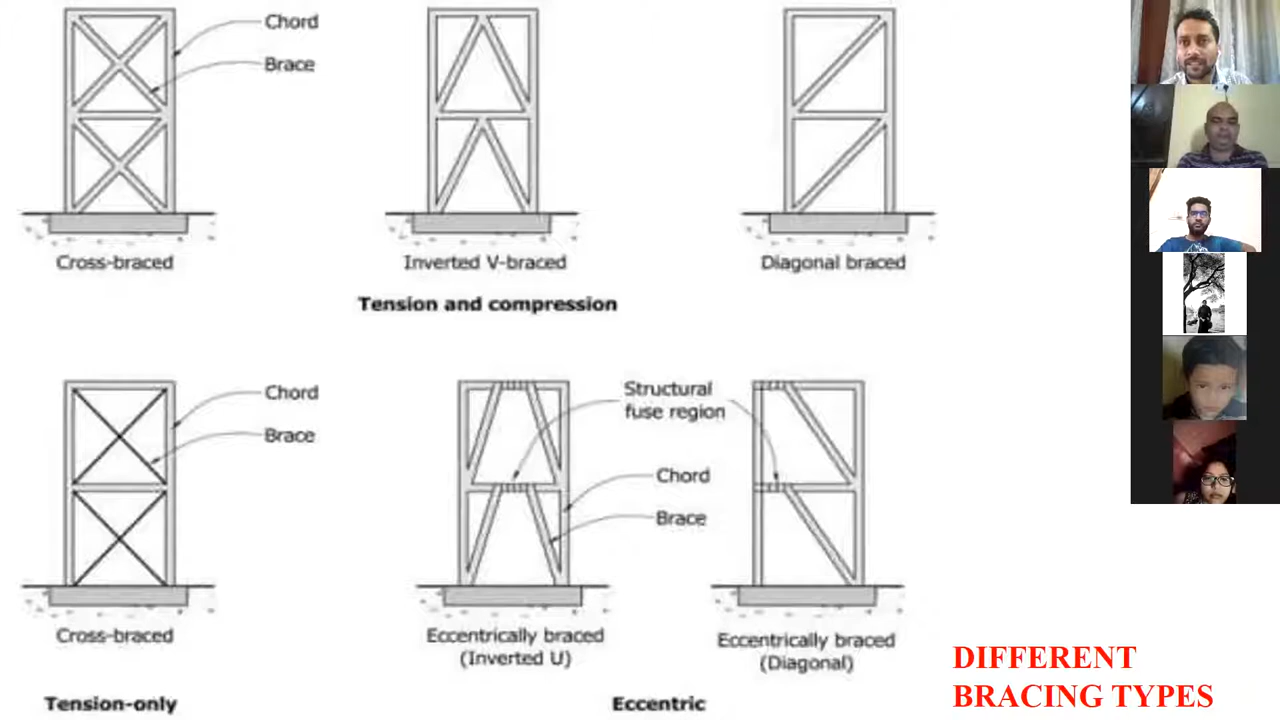 Chord
Brace
Cross-braced
Inverted V-braced
Diagonal braced
Tension and compression
Chord
Brace
Structural
fuse region
Chord
Brace
Cross-braced
Eccentrically braced
(Inverted U)
Eccentrically braced
(Diagonal)
Tension-only
Eccentric
DIFFERENT
BRACING TYPES